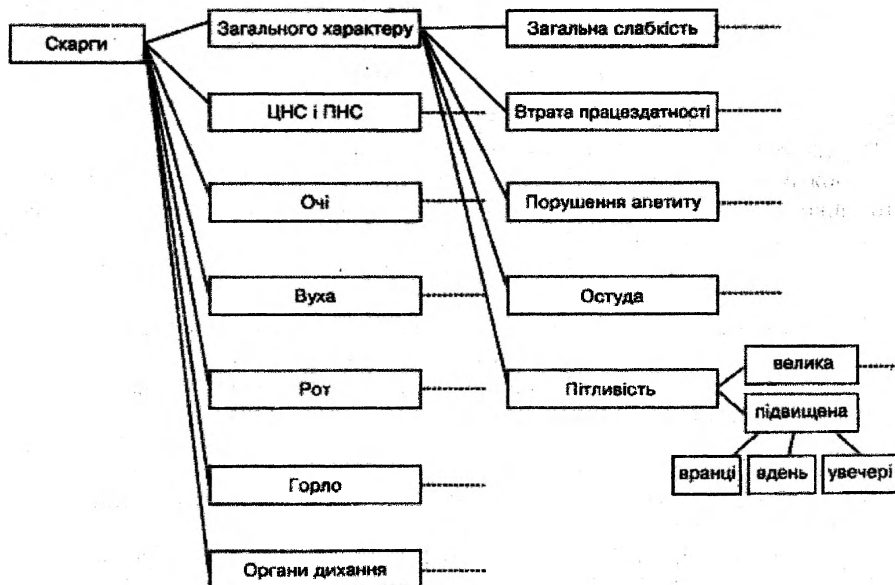 Скарги
Загального характеру
Загальна слабкість
ЦНС і ПНС
Втрата працездатності
Очі
Порушення апетиту
Вуха
Остуда
Рот
Пітливість
велика
підвищена
вранці
вдень
увечері
Горло
Органи дихання